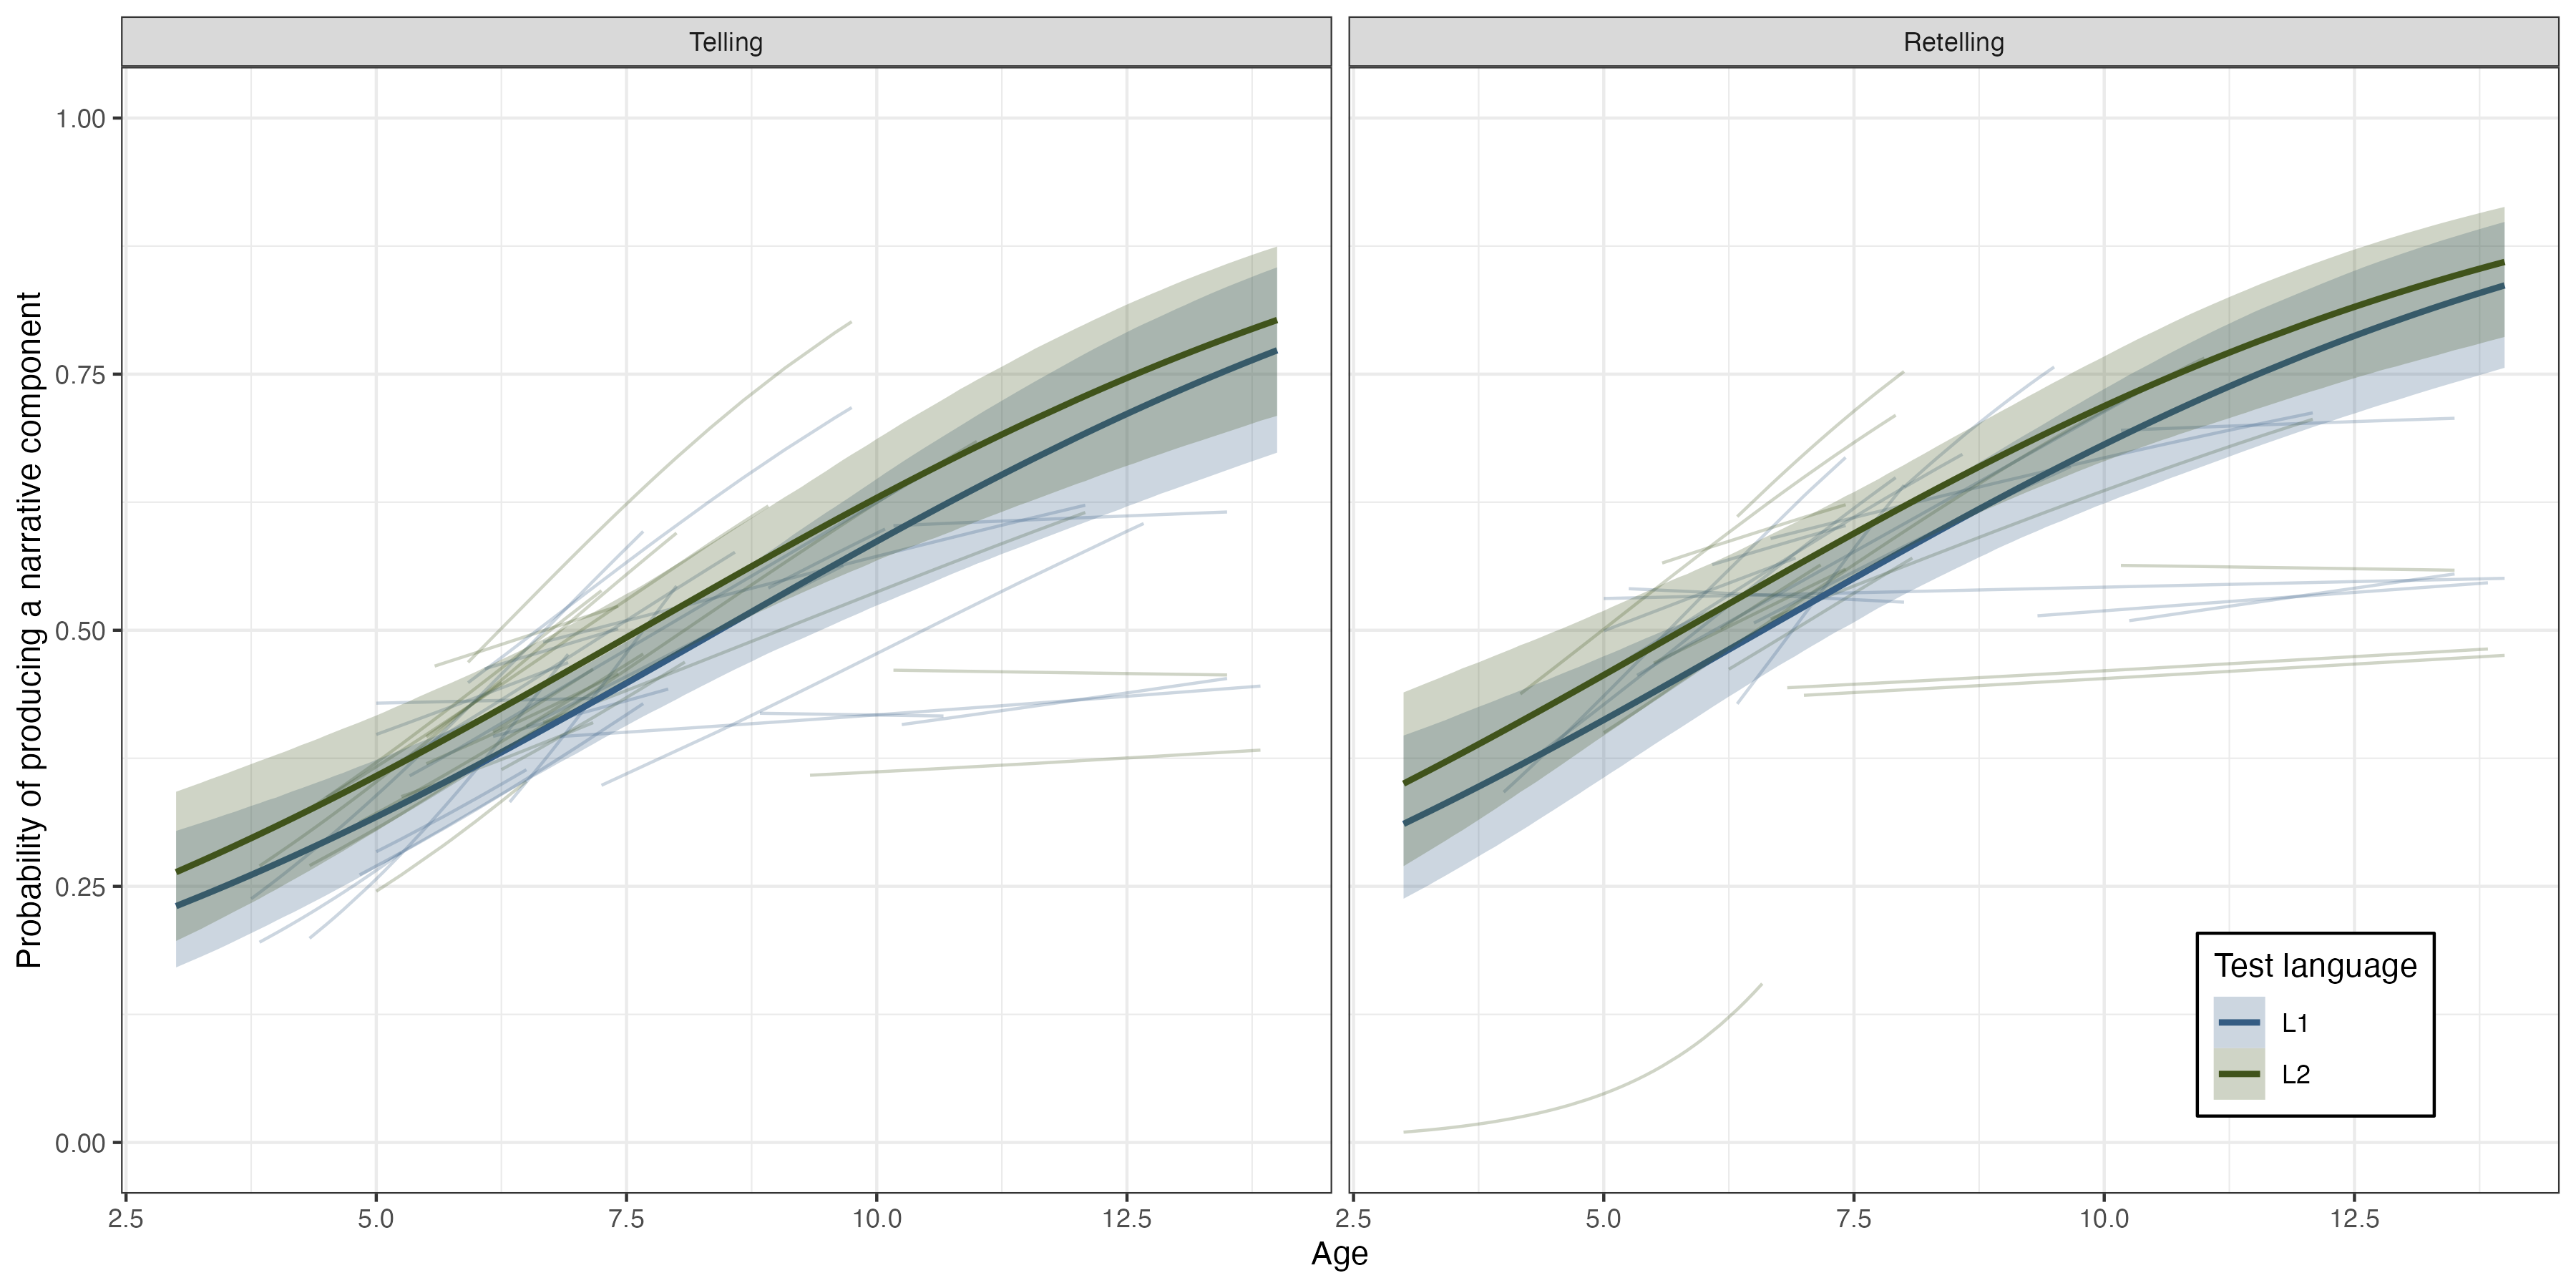 Telling
Retelling
Probability of producing a narrative component
1.00
0.75
0.50
0.25
0.00
Test language
L1
L2
2.5 5.0 7.5 10.0 12.5
2.5 5.0 7.5 10.0 12.5
Age